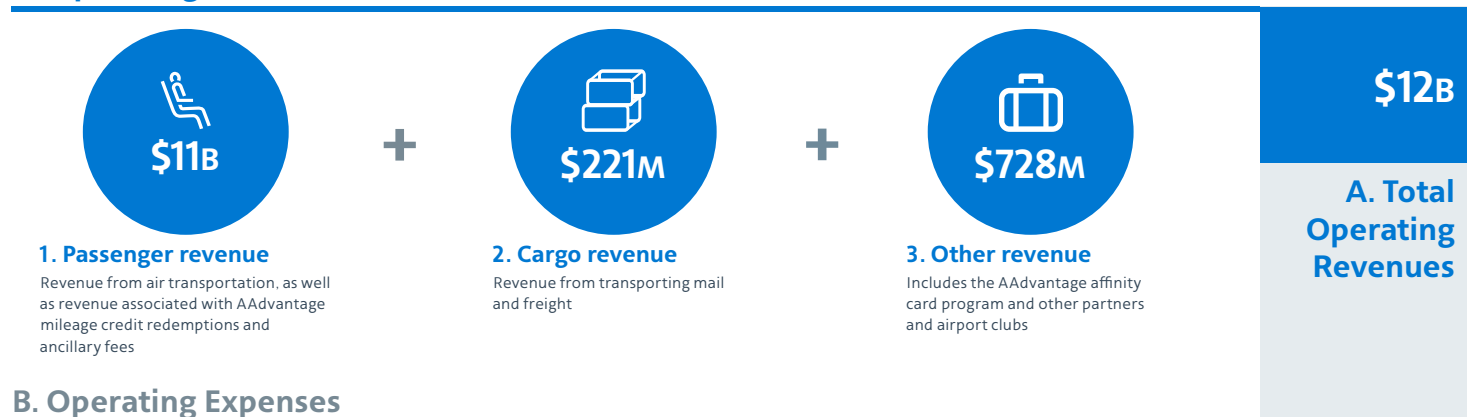 $11B
+
$221M
+
$728M
$12B
1. Passenger revenue
Revenue from air transportation, as well
as revenue associated with AAdvantage
mileage credit redemptions and
ancillary fees
2. Cargo revenue
Revenue from transporting mail
and freight
3. Other revenue
Includes the AAdvantage affinity
card program and other partners
and airport clubs
A. Total
Operating
Revenues
B. Operating Expenses